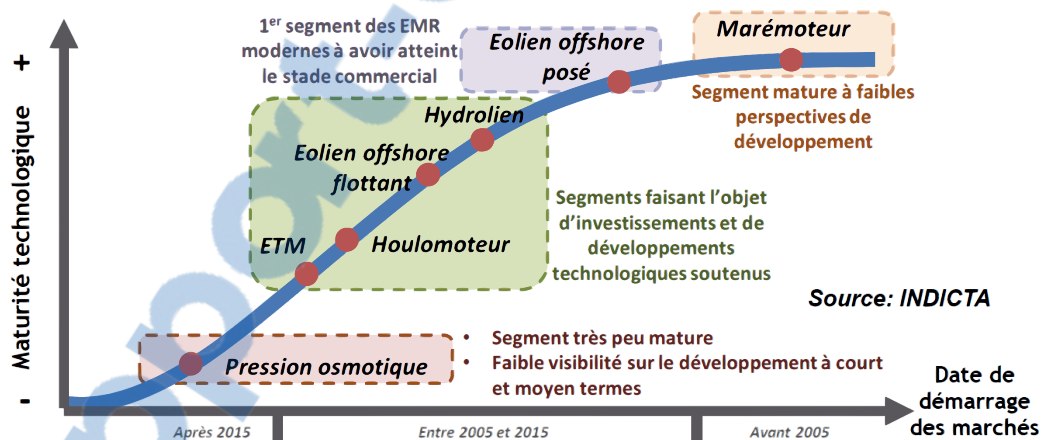 1er segment des EMR
modernes à avoir atteint
le stade commercial
Eolien offshore
posé
Marémoteur
Segment mature à faibles
perspectives de
développement
Hydrolien
Eolien offshore
flottant
ETM
Houlomoteur
Segments faisant l'objet
d'investissements et de
développements
technologiques soutenus
Source: INDICTA
Pression osmotique
• Segment très peu mature
• Faible visibilité sur le développement à court
et moyen termes
+
Maturité technologique
-
Date de
démarrage
des marchés
Après 2015
Entre 2005 et 2015
Avant 2005